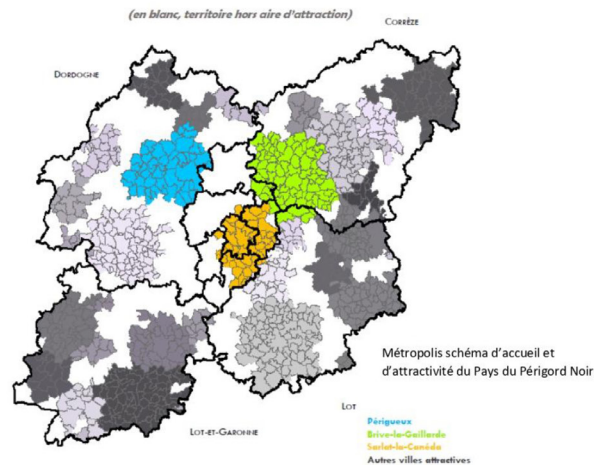 (en blanc, territoire hors aire d'attraction)
CORRÈZE
DORDOGNE
Métropolis schéma d'accueil et
d'attractivité du Pays du Périgord Noir
LOT
LOT-ET-GARONNE
Périgueux
Brive-la-Gaillarde
Sarlat-la-Canéda
Autres villes attractives